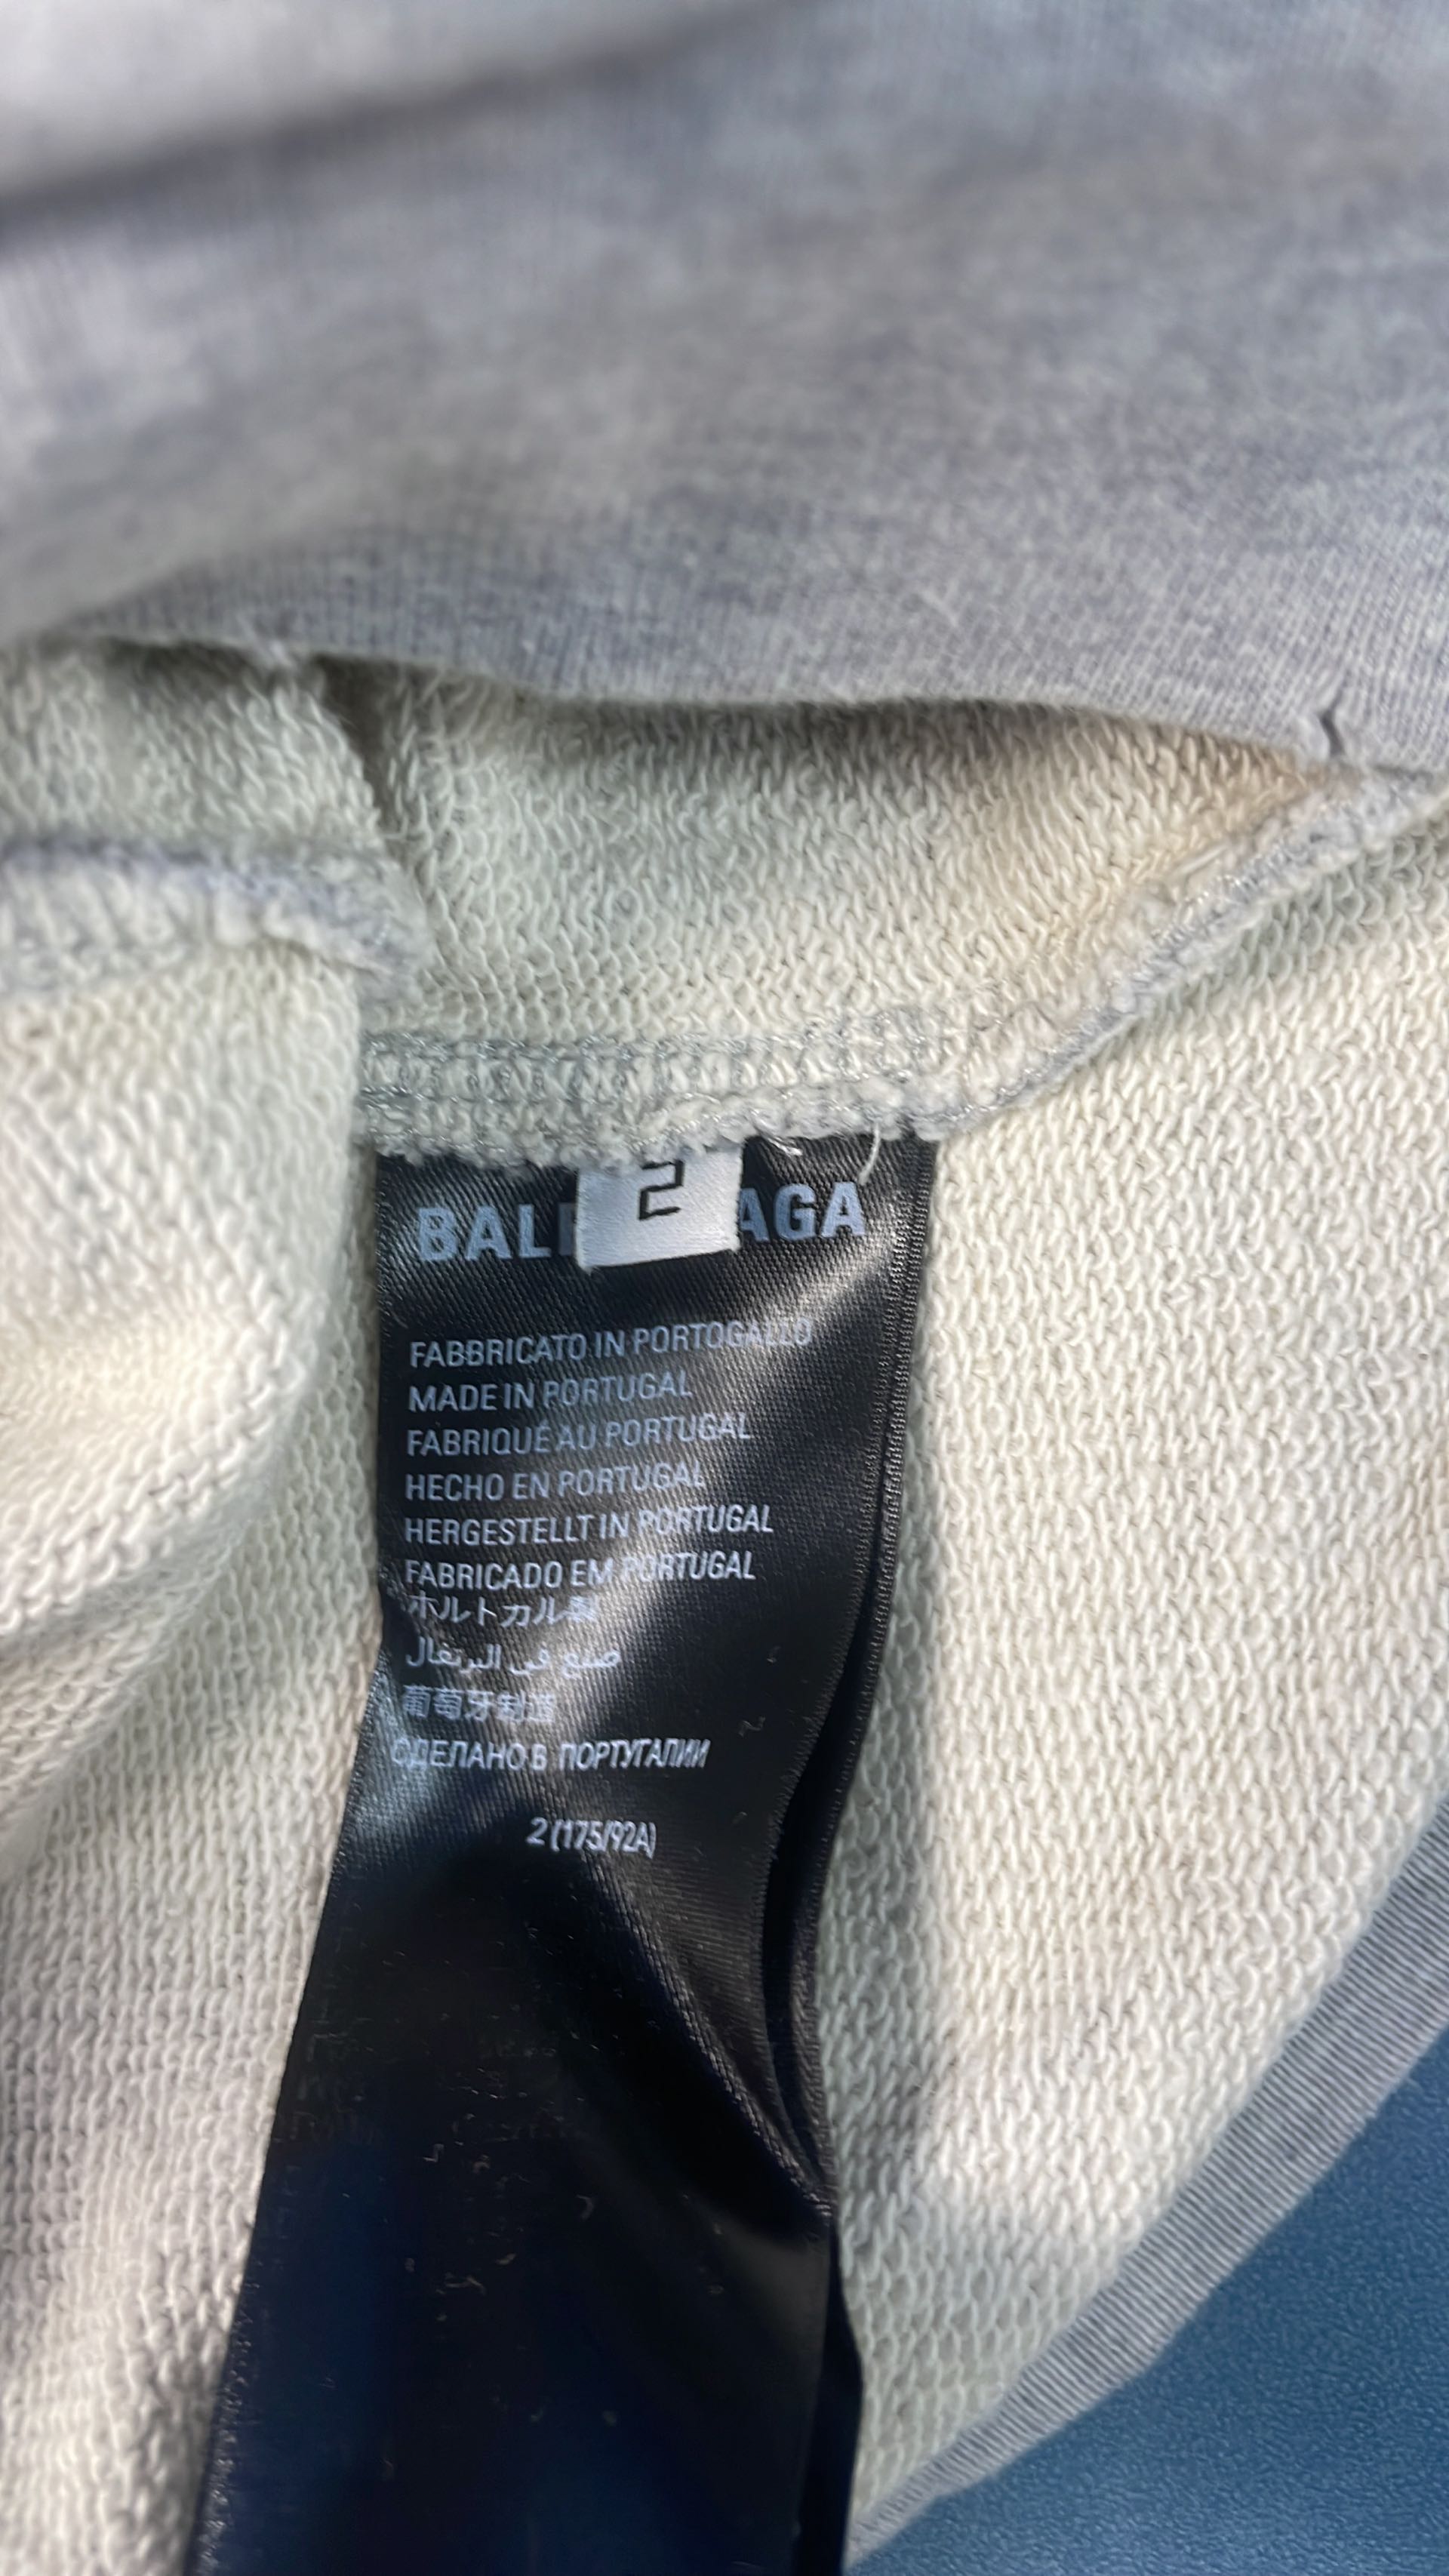 2
BALE AGA
FABBRICATO IN PORTOGALLO
MADE IN PORTUGAL
FABRIQUÉ AU PORTUGAL
HECHO EN PORTUGAL
HERGESTELLT IN PORTUGAL
FABRICADO EM PORTUGAL
ポルトガル製
صنع في البرتغال
葡萄牙制造
СДЕЛАНО В ПОРТУГАЛИИ
2 (175/92A)